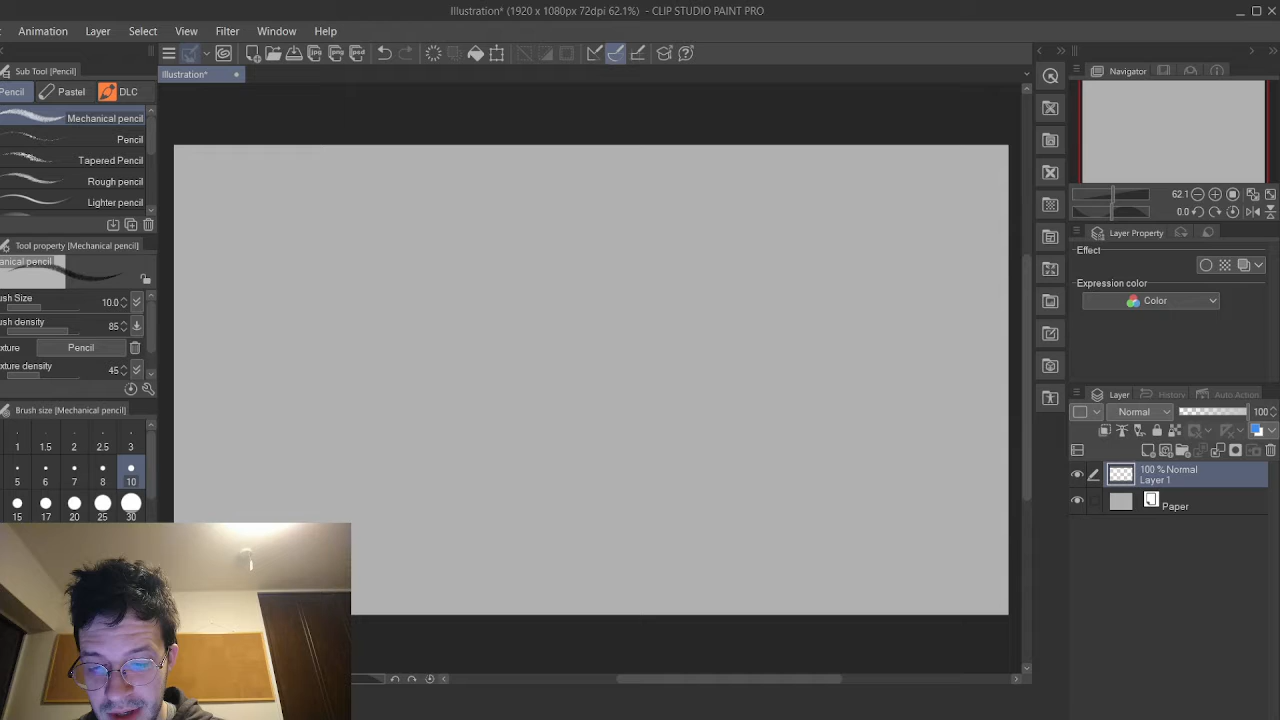 Illustration* (1920 x 1080px 72dpi 62.1%) - CLIP STUDIO PAINT PRO
Animation Layer Select View Filter Window Help
Sub Tool [Pencil]
Illustration*
Pencil Pastel DLC
Mechanical pencil
Pencil
Tapered Pencil
Rough pencil
Lighter pencil
Tool property [Mechanical pencil]
anical pencil
ush Size 10.0
ush density 85
xture Pencil
xture density 45
Brush size [Mechanical pencil]
1 1.5 2 2.5 3
5 6 7 8 10
15 17 20 25 30
Navigator
62.1
0.0
Layer Property
Effect
Expression color
Color
Layer History Auto Action
Normal 100
100 % Normal
Layer 1
Paper